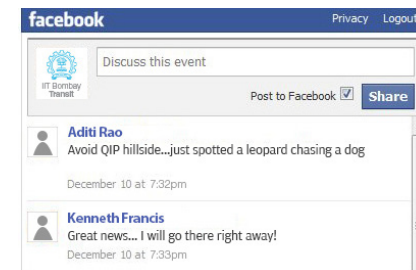 facebook
Privacy Logout
Discuss this event
IIT Bombay
Transit
Post to Facebook
Share
Aditi Rao
Avoid QIP hillside...just spotted a leopard chasing a dog
December 10 at 7:32pm
Kenneth Francis
Great news... I will go there right away!
December 10 at 7:33pm